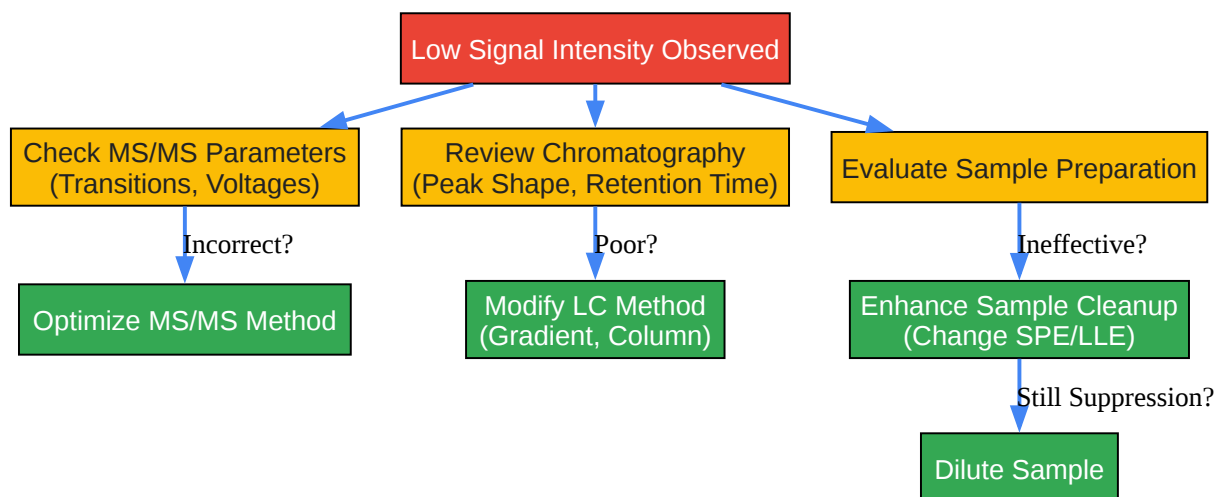 Low Signal Intensity Observed
Check MS/MS Parameters
(Transitions, Voltages)
Review Chromatography
(Peak Shape, Retention Time)
Evaluate Sample Preparation
Incorrect?
Poor?
Ineffective?
Optimize MS/MS Method
Modify LC Method
(Gradient, Column)
Enhance Sample Cleanup
(Change SPE/LLE)
Still Suppression?
Dilute Sample